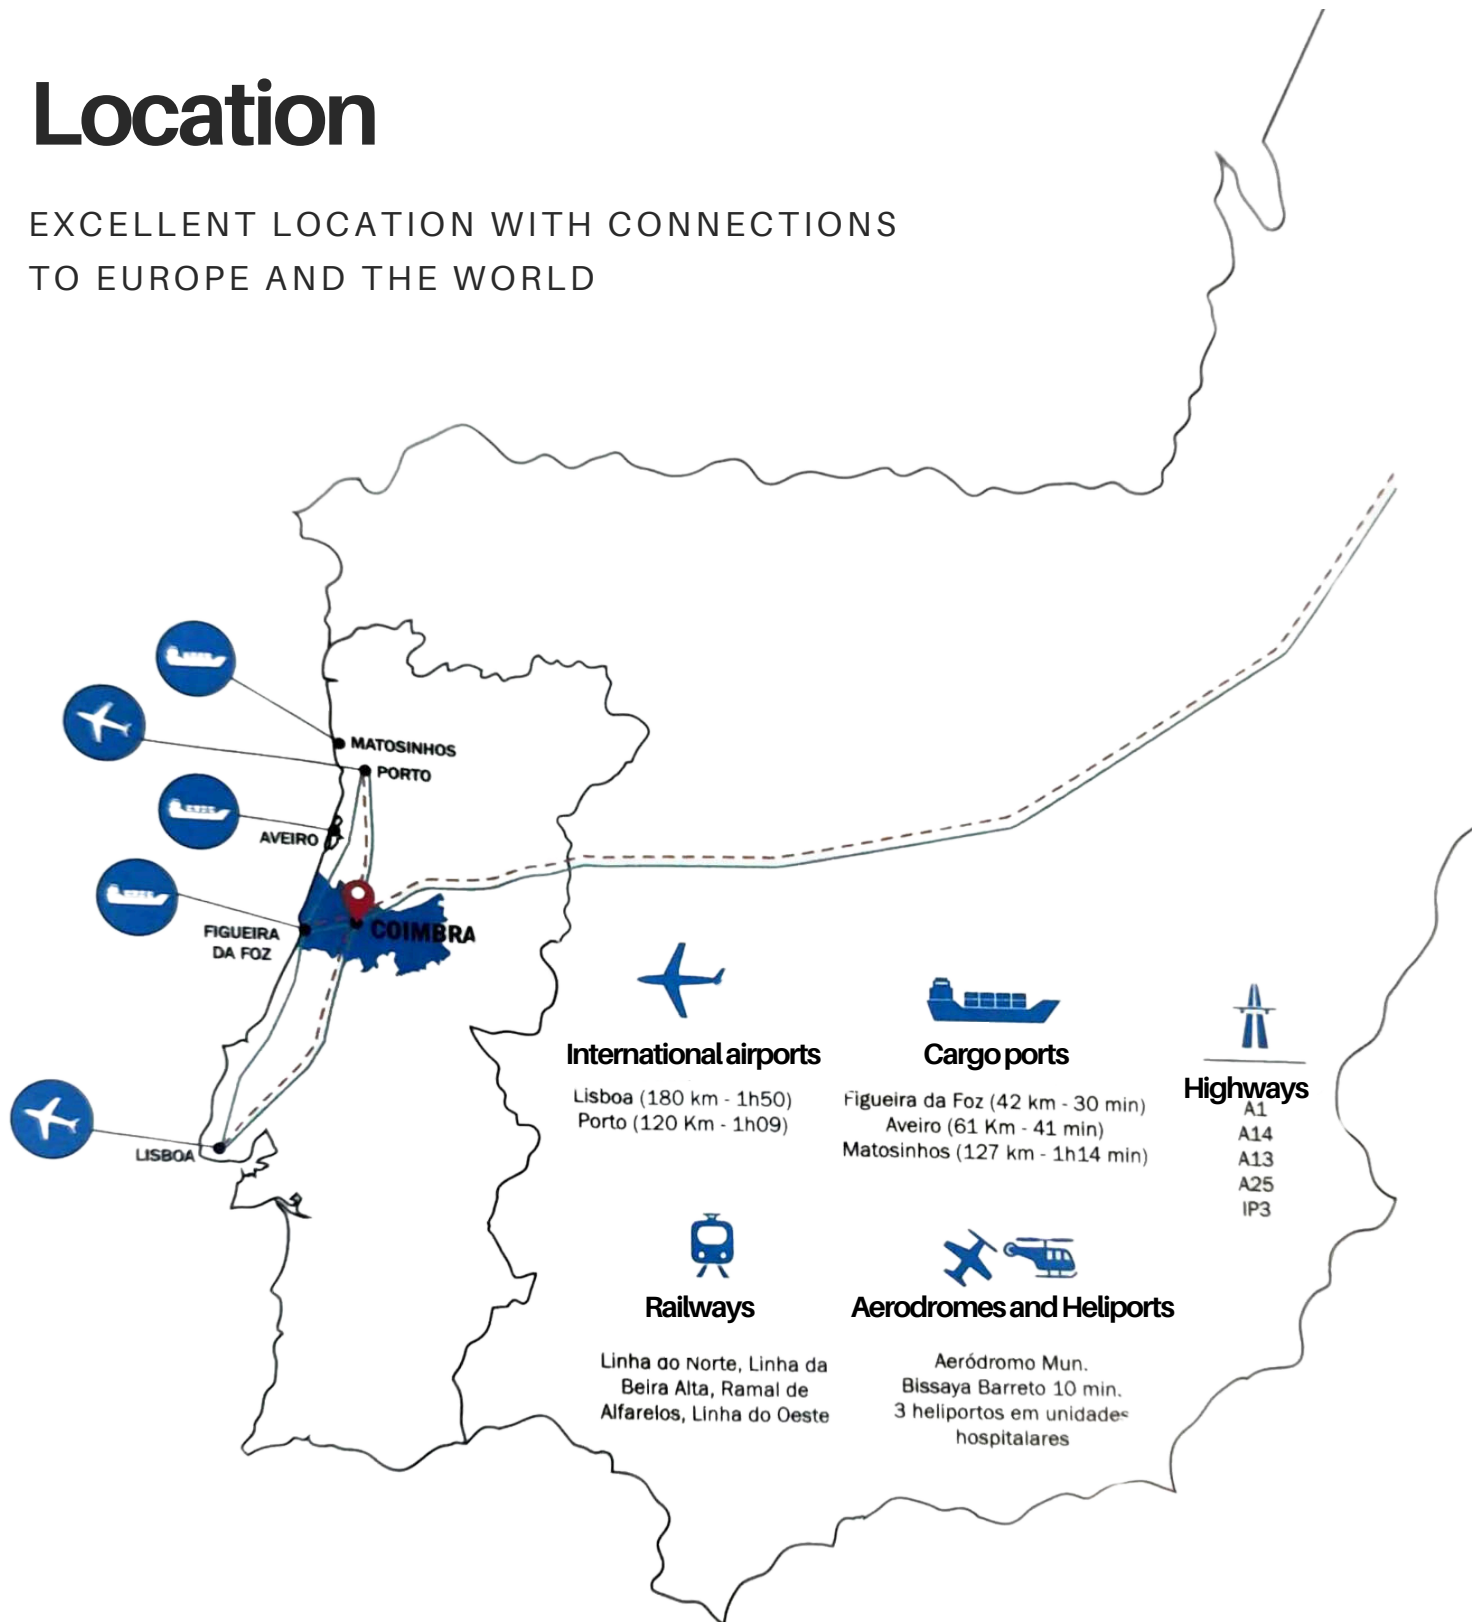 Location
EXCELLENT LOCATION WITH CONNECTIONS
TO EUROPE AND THE WORLD
MATOSINHOS
PORTO
AVEIRO
FIGUEIRA
DA FOZ
COIMBRA
LISBOA
International airports
Lisboa (180 km - 1h50)
Porto (120 Km - 1h09)
Cargo ports
Figueira da Foz (42 km - 30 min)
Aveiro (61 Km - 41 min)
Matosinhos (127 km - 1h14 min)
Highways
A1
A14
A13
A25
IP3
Railways
Linha do Norte, Linha da
Beira Alta, Ramal de
Alfarelos, Linha do Oeste
Aerodromes and Heliports
Aeródromo Mun.
Bissaya Barreto 10 min.
3 heliportos em unidades
hospitalares